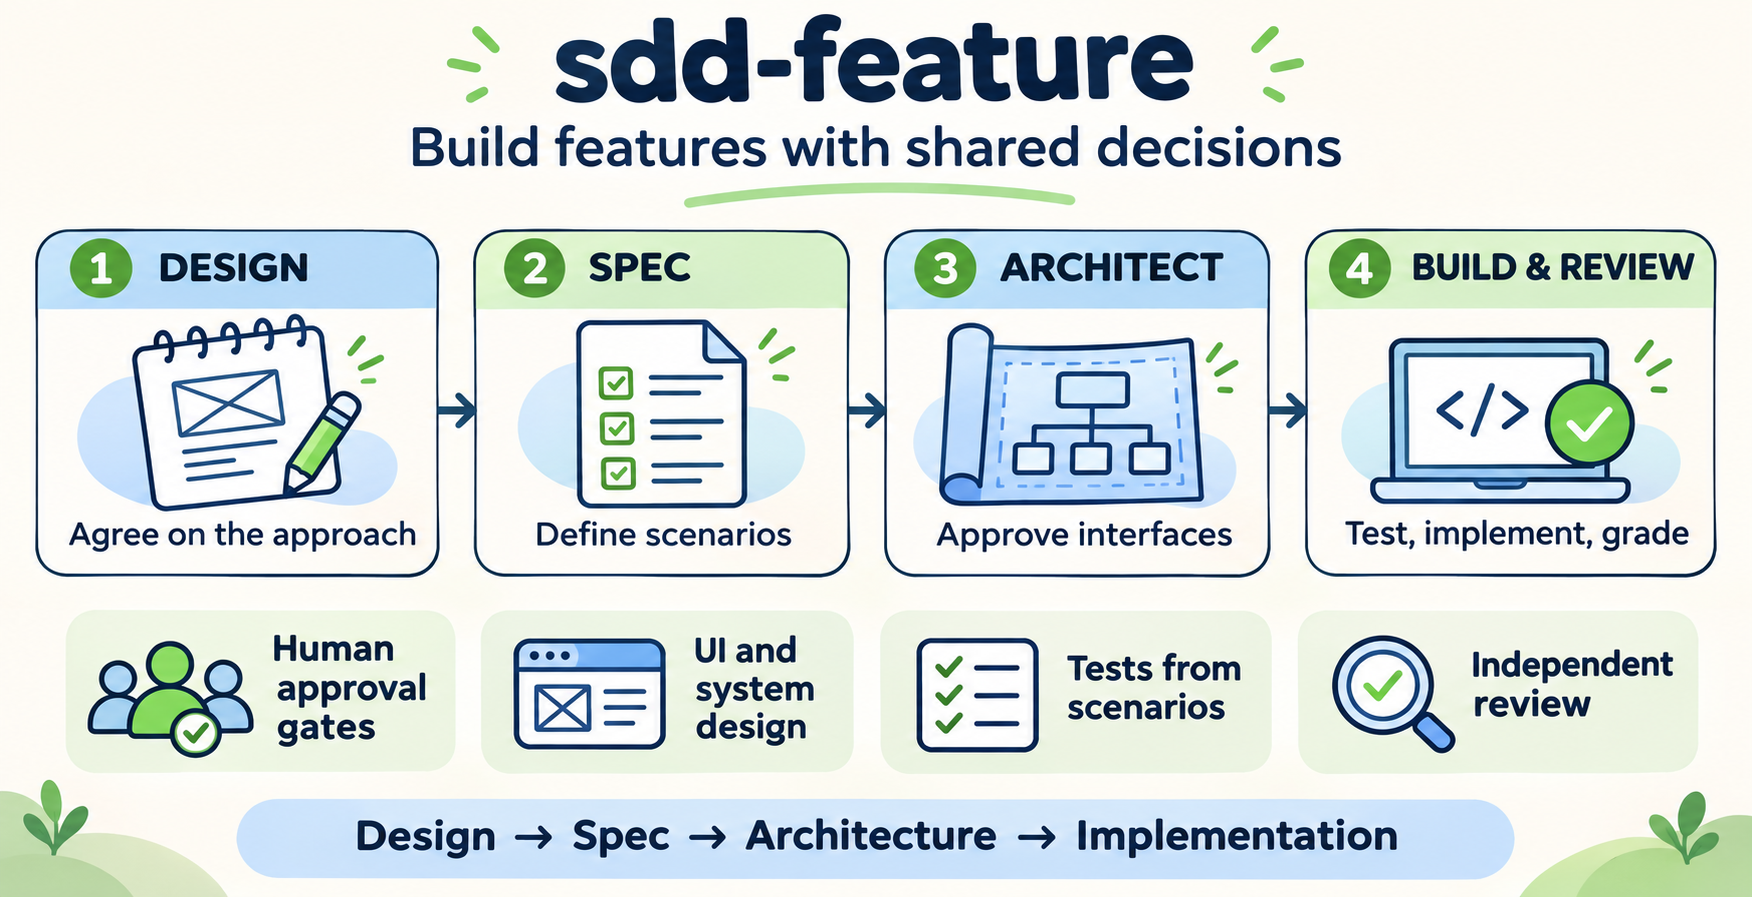 sdd-feature
Build features with shared decisions
1 DESIGN
Agree on the approach
2 SPEC
Define scenarios
3 ARCHITECT
Approve interfaces
4 BUILD & REVIEW
</>
Test, implement, grade
Human
approval
gates
UI and
system
design
Tests from
scenarios
Independent
review
Design → Spec → Architecture → Implementation